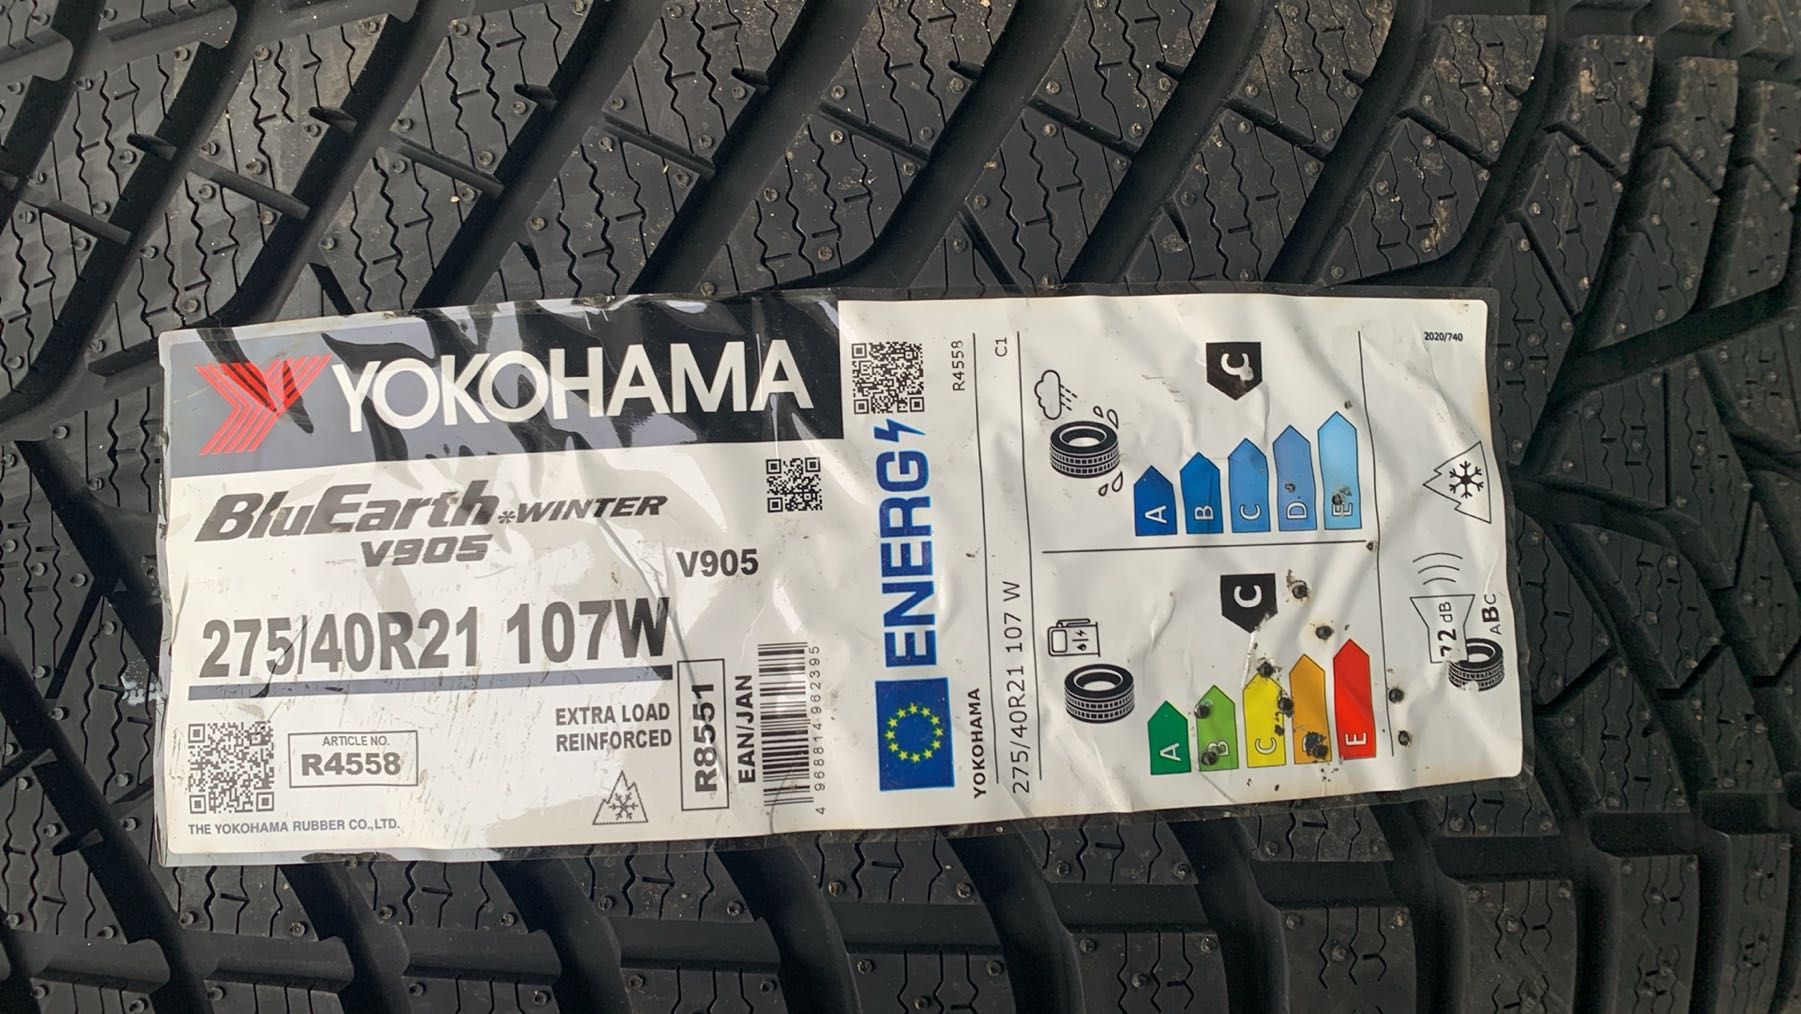 YOKOHAMA
BluEarth*WINTER
V905
V905
275/40R21 107W
EXTRA LOAD
REINFORCED
ARTICLE NO.
R4558
R8551
EAN/JAN
4 968814 962395
THE YOKOHAMA RUBBER CO.,LTD.
ENERG
YOKOHAMA
R4558
275/40R21 107 W
C1
C
A
B
C
D
E
C
A
B
C
E
2020/740
72 dB
ABC